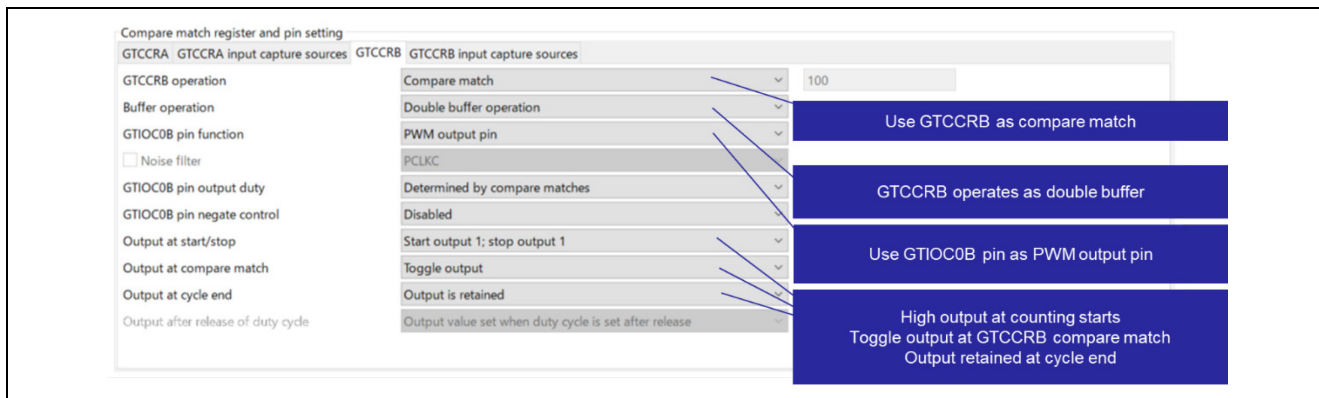 Compare match register and pin setting
GTCCRA GTCCRA input capture sources GTCCRB GTCCRB input capture sources
GTCCRB operation Compare match 100
Buffer operation Double buffer operation
GTIOC0B pin function PWM output pin
Noise filter PCLKC
GTIOC0B pin output duty Determined by compare matches
GTIOC0B pin negate control Disabled
Output at start/stop Start output 1; stop output 1
Output at compare match Toggle output
Output at cycle end Output is retained
Output after release of duty cycle Output value set when duty cycle is set after release
Use GTCCRB as compare match
GTCCRB operates as double buffer
Use GTIOC0B pin as PWM output pin
High output at counting starts
Toggle output at GTCCRB compare match
Output retained at cycle end